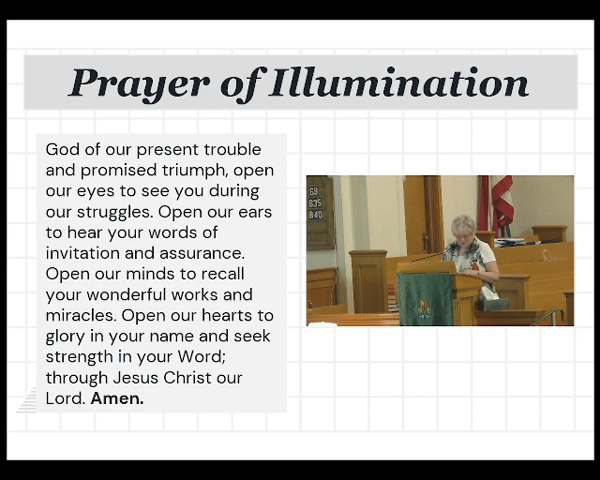 Prayer of Illumination
God of our present trouble
and promised triumph, open
our eyes to see you during
our struggles. Open our ears
to hear your words of
invitation and assurance.
Open our minds to recall
your wonderful works and
miracles. Open our hearts to
glory in your name and seek
strength in your Word;
through Jesus Christ our
Lord. Amen.
69
835
840